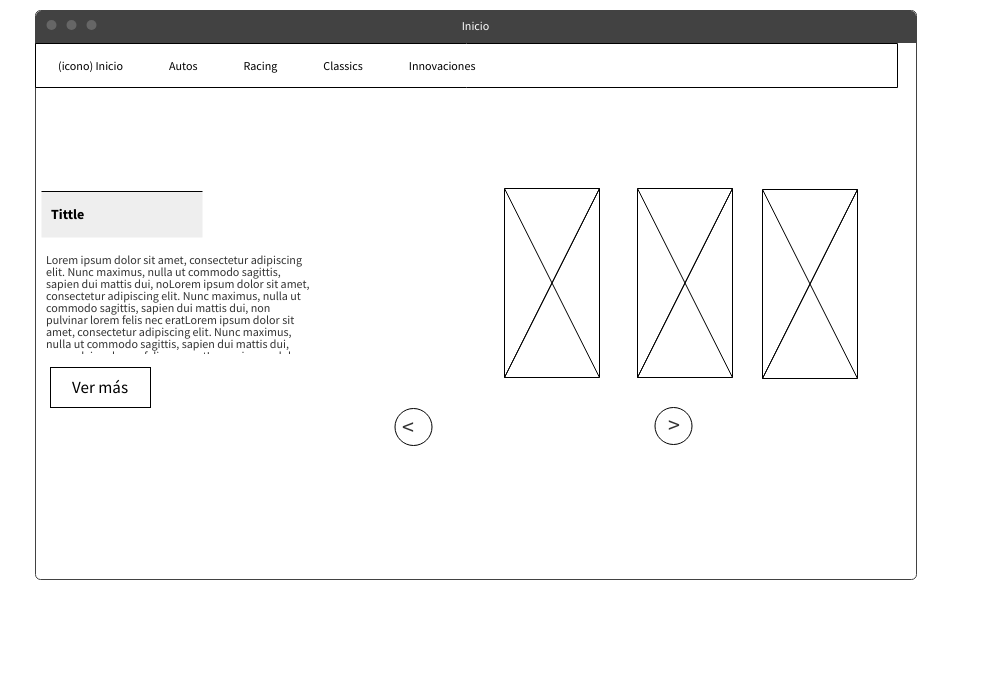 Inicio
(icono) Inicio Autos Racing Classics Innovaciones
Tittle
Lorem ipsum dolor sit amet, consectetur adipiscing
elit. Nunc maximus, nulla ut commodo sagittis,
sapien dui mattis dui, noLorem ipsum dolor sit amet,
consectetur adipiscing elit. Nunc maximus, nulla ut
commodo sagittis, sapien dui mattis dui, non
pulvinar lorem felis nec eratLorem ipsum dolor sit
amet, consectetur adipiscing elit. Nunc maximus,
nulla ut commodo sagittis, sapien dui mattis dui,
Ver más
< >